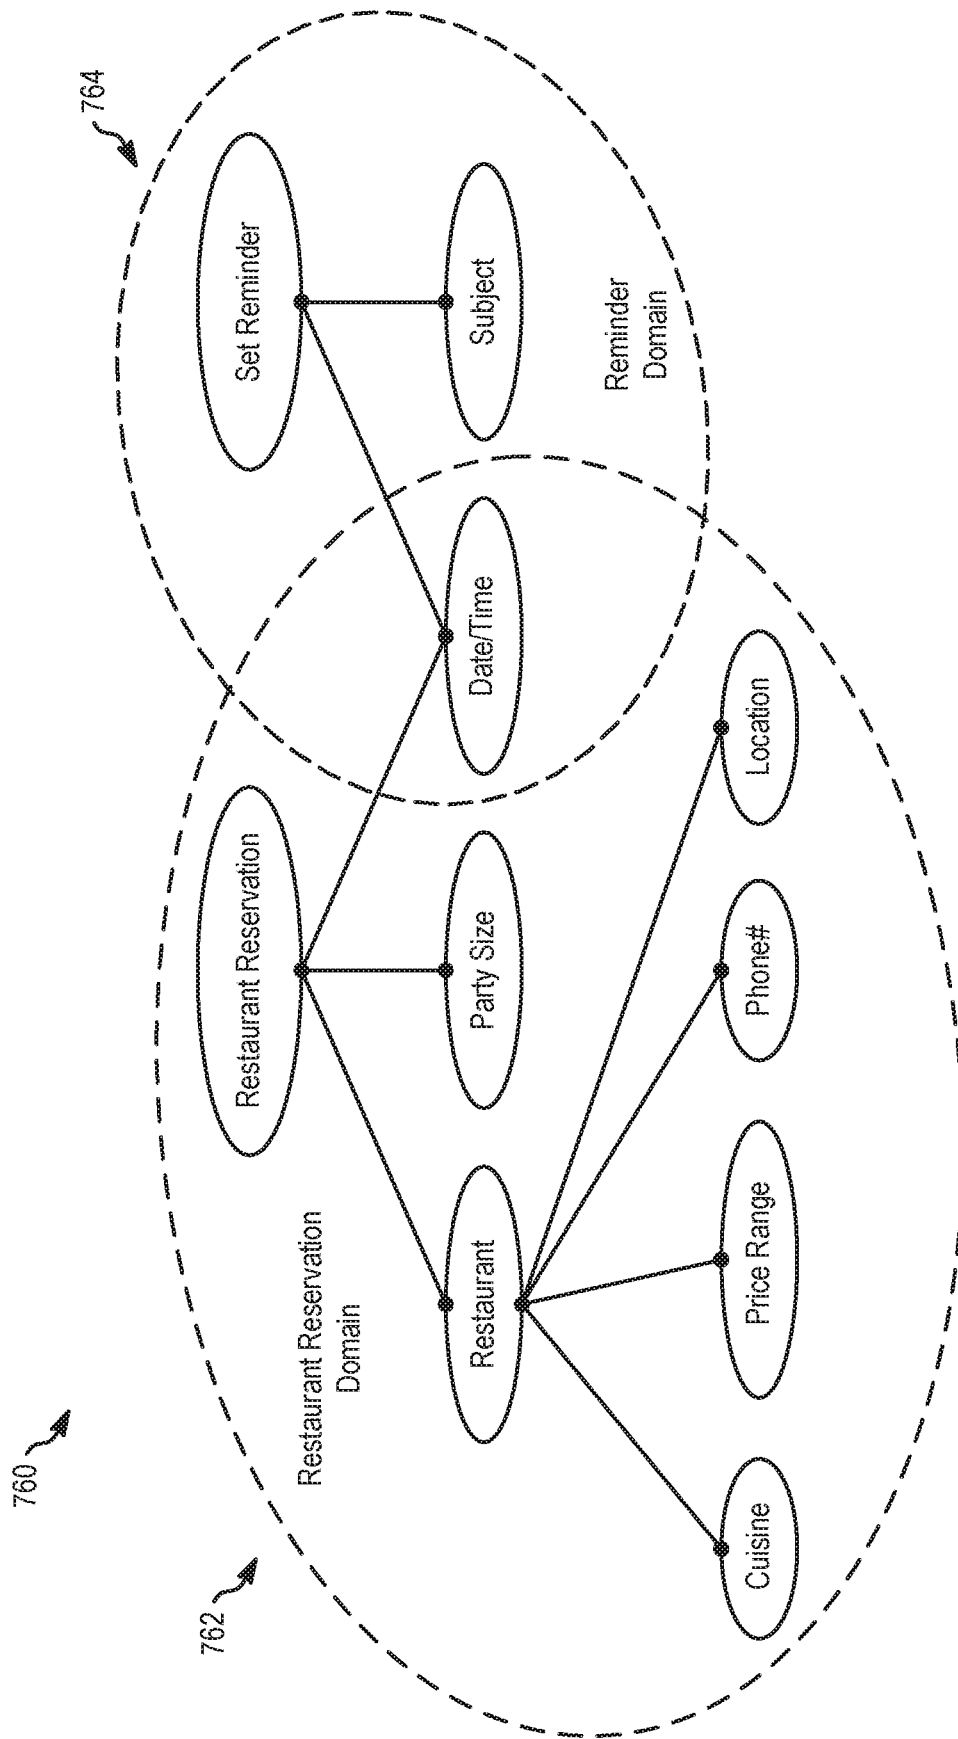 760
762
764
Restaurant Reservation
Domain
Restaurant Reservation
Set Reminder
Restaurant
Party Size
Date/Time
Subject
Reminder
Domain
Cuisine
Price Range
Phone#
Location